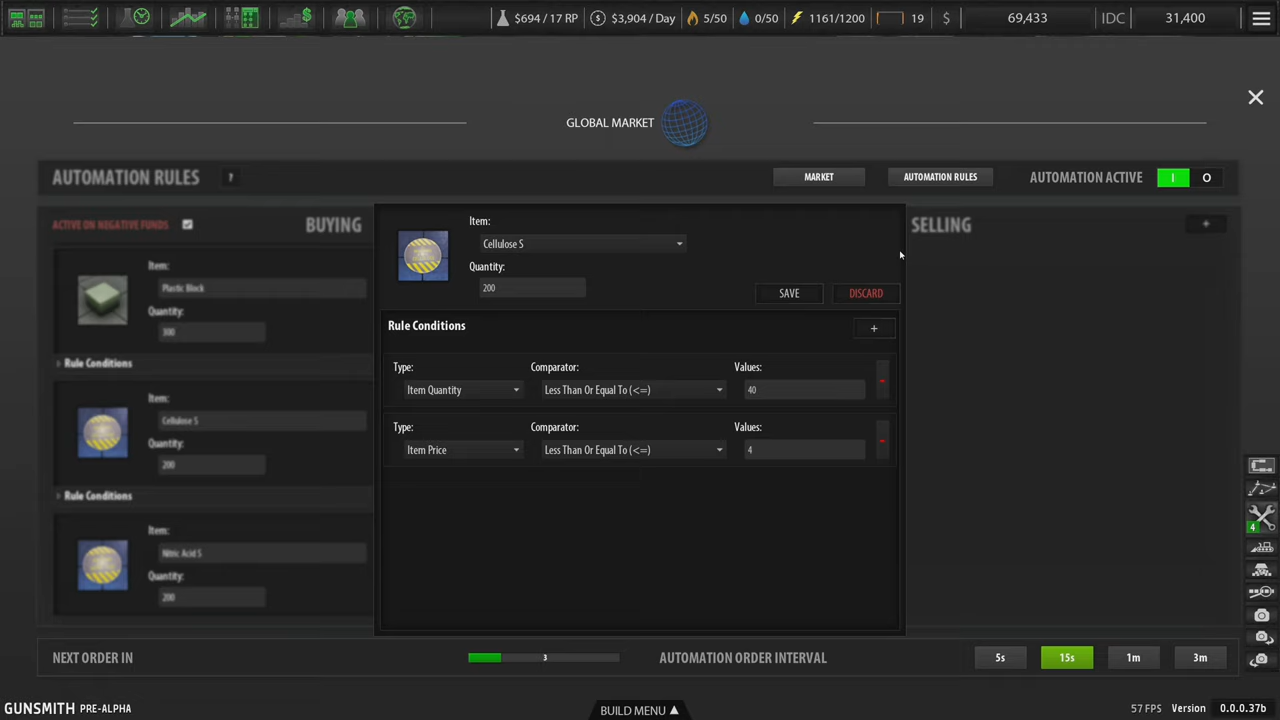 $694 / 17 RP $3,904 / Day 5/50 0/50 1161/1200 19 $ 69,433 IDC 31,400
GLOBAL MARKET
AUTOMATION RULES ? MARKET AUTOMATION RULES AUTOMATION ACTIVE I O
ACTIVE ON NEGATIVE FUNDS BUYING SELLING +
Item:
Plastic Block
Quantity:
300
Rule Conditions
Item:
Cellulose S
Quantity:
200
Rule Conditions
Item:
Nitric Acid S
Quantity:
200
Item:
Cellulose S
Quantity:
200
SAVE DISCARD
Rule Conditions +
Type: Comparator: Values:
Item Quantity Less Than Or Equal To (<=) 40 -
Type: Comparator: Values:
Item Price Less Than Or Equal To (<=) 4 -
4
NEXT ORDER IN 3 AUTOMATION ORDER INTERVAL 5s 15s 1m 3m
GUNSMITH PRE-ALPHA BUILD MENU ▲ 57 FPS Version 0.0.0.37b